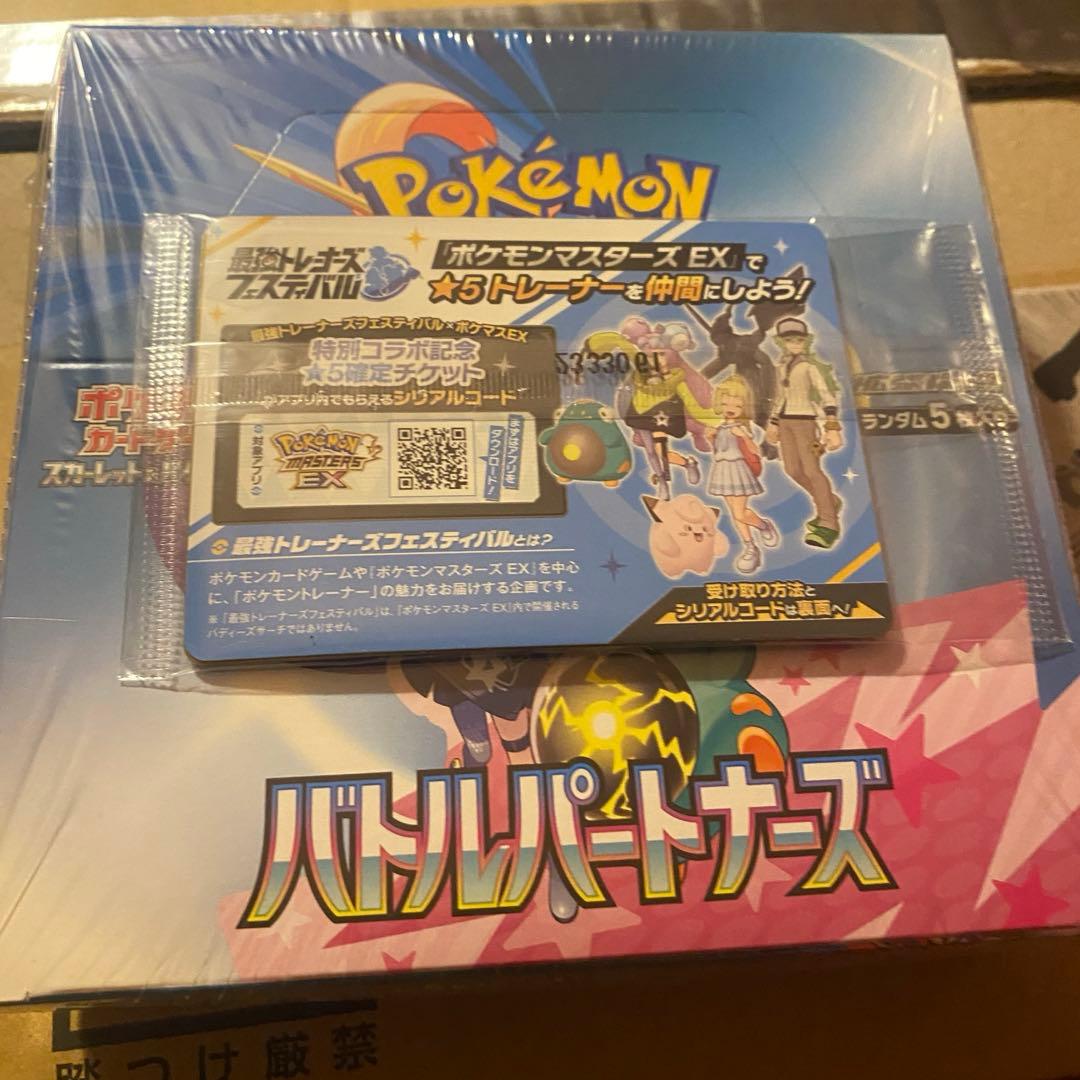 POKéMON
最強トレーナーズ
フェスティバル
『ポケモンマスターズ EX』で
★5トレーナーを仲間にしよう!
最強トレーナーズフェスティバル×ポケマスEX
特別コラボ記念
★5確定チケット
アプリ内でもらえるシリアルコード
対象アプリ
POKéMON
MASTERS
EX
まずはアプリを
ダウンロード!
カード
スカーレット
ランダム5枚入り
最強トレーナーズフェスティバルとは?
ポケモンカードゲームや『ポケモンマスターズ EX』を中心
に、「ポケモントレーナー」の魅力をお届けする企画です。
※「最強トレーナーズフェスティバル」は、『ポケモンマスターズ EX』内で開催される
バディーズサーチではありません。
受け取り方法と
シリアルコードは裏面へ!
バトルパートナーズ
踏つけ厳禁